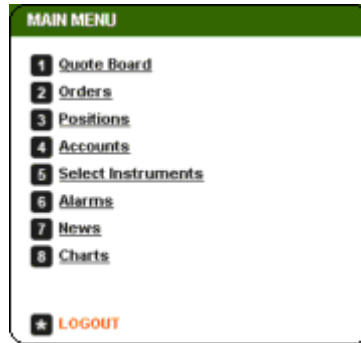 MAIN MENU
1 Quote Board
2 Orders
3 Positions
4 Accounts
5 Select Instruments
6 Alarms
7 News
8 Charts
* LOGOUT